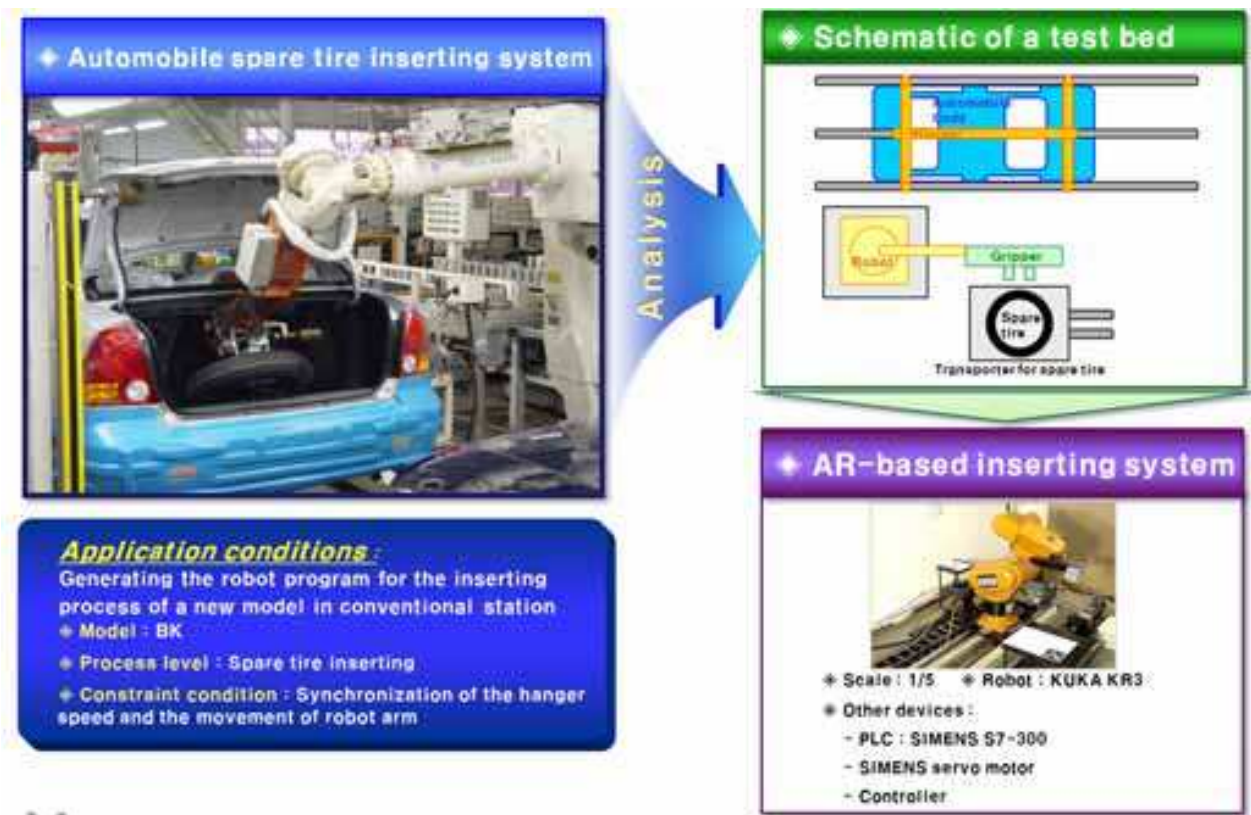 ◈ Automobile spare tire inserting system
Application conditions :
Generating the robot program for the inserting
process of a new model in conventional station
◈ Model : BK
◈ Process level : Spare tire inserting
◈ Constraint condition : Synchronization of the hanger
speed and the movement of robot arm
Analysis
◈ Schematic of a test bed
Automobile
Hanger
Robot
Gripper
Spare
tire
Transporter for spare tire
◈ AR-based inserting system
◈ Scale : 1/5 ◈ Robot : KUKA KR3
◈ Other devices :
- PLC : SIMENS S7-300
- SIMENS servo motor
- Controller